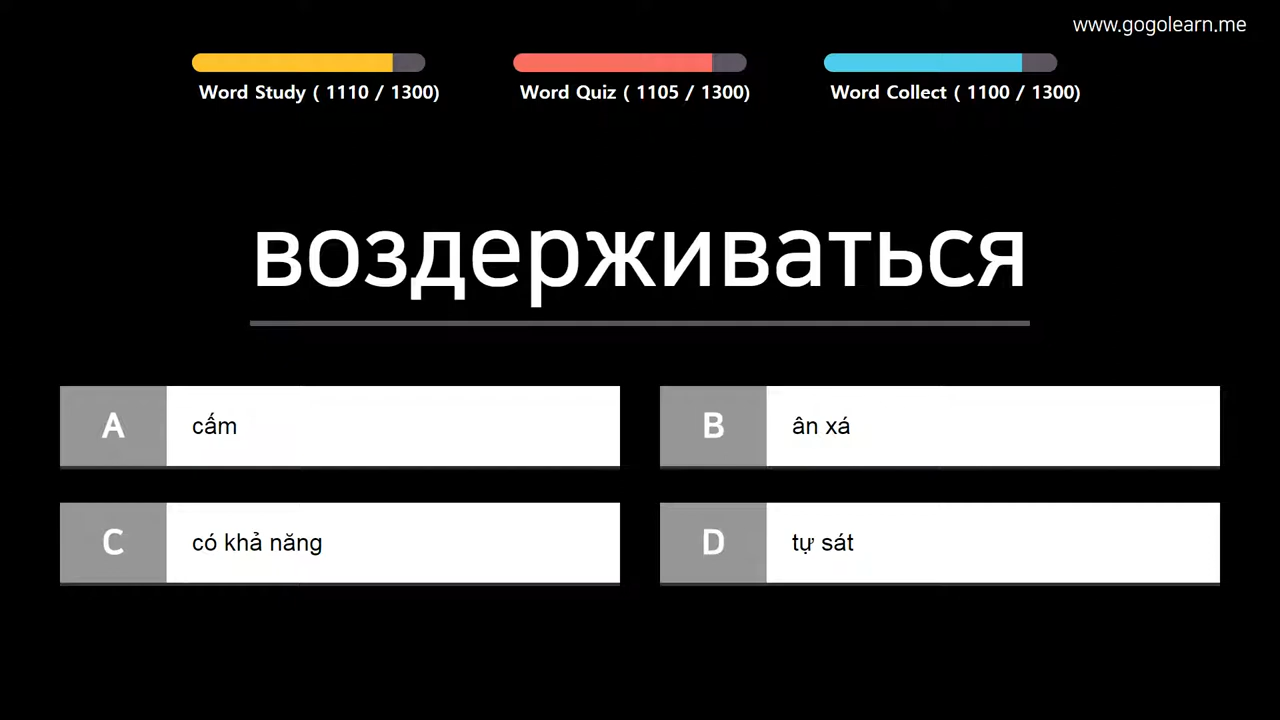 www.gogolearn.me
Word Study ( 1110 / 1300)
Word Quiz ( 1105 / 1300)
Word Collect ( 1100 / 1300)
воздерживаться
A cấm
B ân xá
C có khả năng
D tự sát